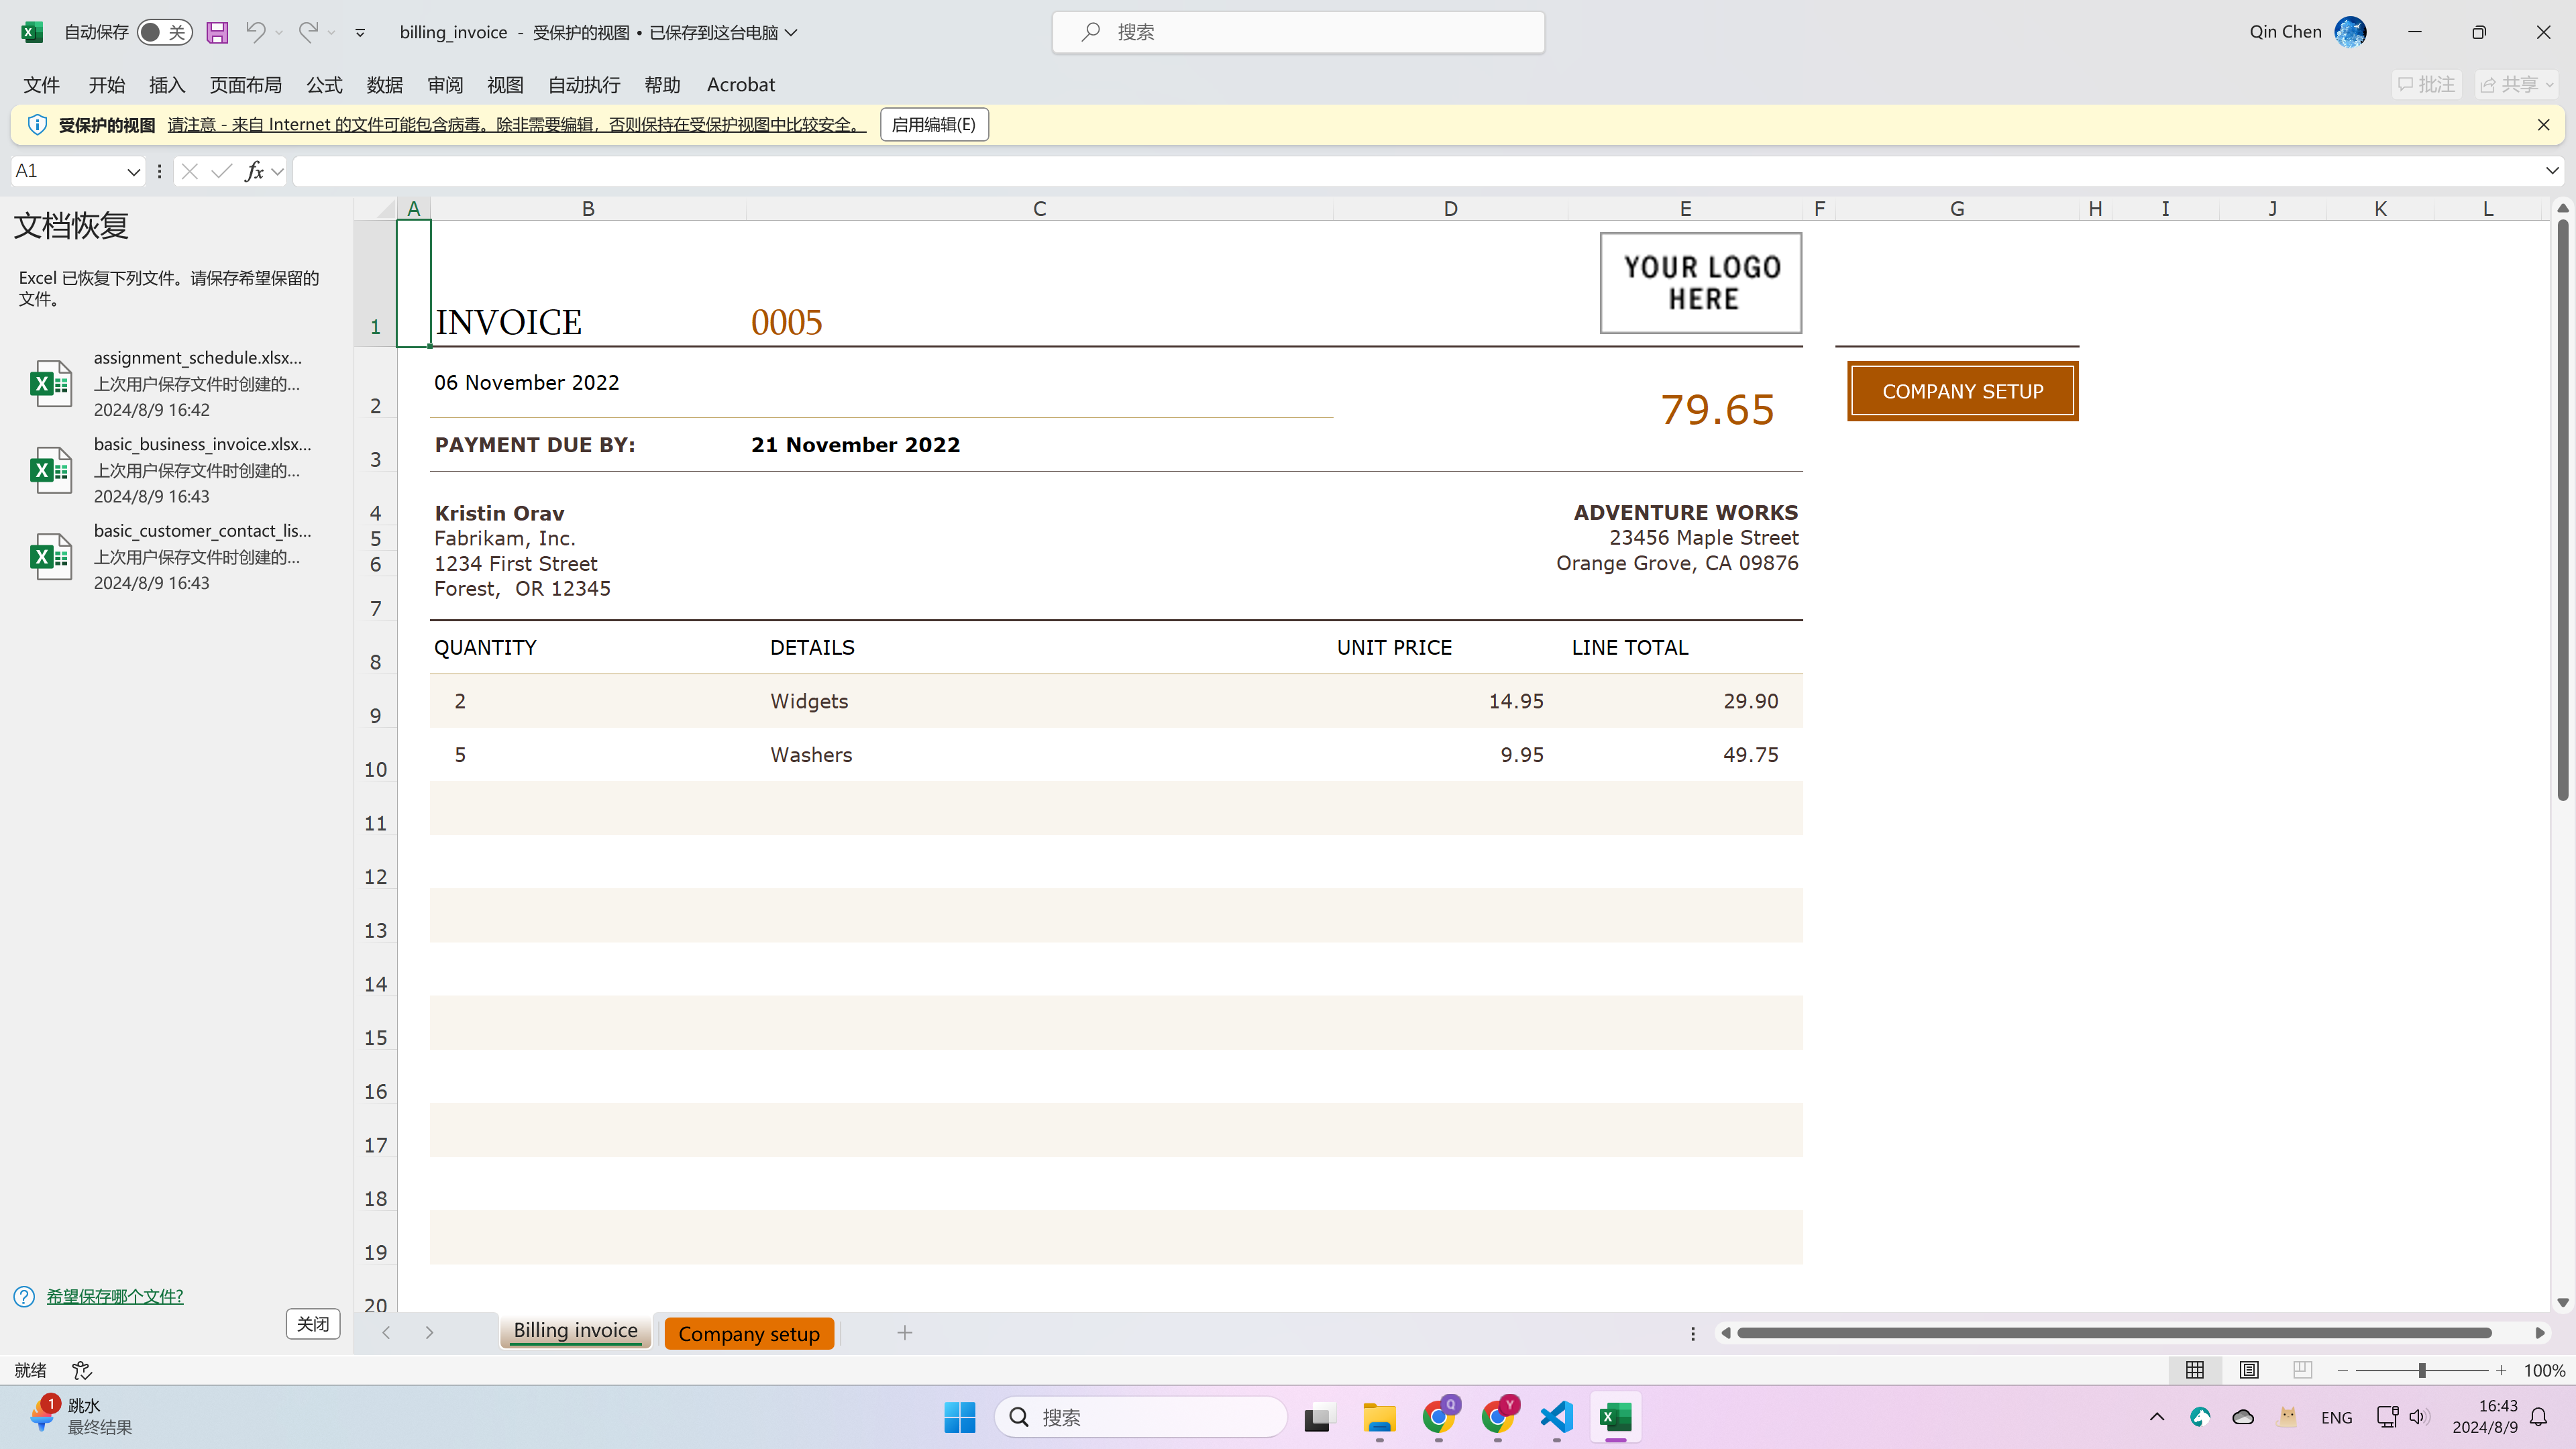 自动保存 关 billing_invoice - 受保护的视图 • 已保存到这台电脑 搜索 Qin Chen
文件 开始 插入 页面布局 公式 数据 审阅 视图 自动执行 帮助 Acrobat 批注 共享
受保护的视图 请注意 - 来自 Internet 的文件可能包含病毒。除非需要编辑，否则保持在受保护视图中比较安全。 启用编辑(E)
A1 fx
文档恢复
Excel 已恢复下列文件。请保存希望保留的
文件。
assignment_schedule.xlsx...
上次用户保存文件时创建的...
2024/8/9 16:42
basic_business_invoice.xlsx...
上次用户保存文件时创建的...
2024/8/9 16:43
basic_customer_contact_lis...
上次用户保存文件时创建的...
2024/8/9 16:43
希望保存哪个文件?
关闭
A B C D E F G H I J K L
YOUR LOGO
HERE
1 INVOICE 0005
2 06 November 2022 79.65 COMPANY SETUP
3 PAYMENT DUE BY: 21 November 2022
4 Kristin Orav ADVENTURE WORKS
5 Fabrikam, Inc. 23456 Maple Street
6 1234 First Street Orange Grove, CA 09876
7 Forest,  OR 12345
8 QUANTITY DETAILS UNIT PRICE LINE TOTAL
9 2 Widgets 14.95 29.90
10 5 Washers 9.95 49.75
11
12
13
14
15
16
17
18
19
20
Billing invoice Company setup
就绪 100%
1 跳水
最终结果
搜索 Q Y ENG 16:43
2024/8/9